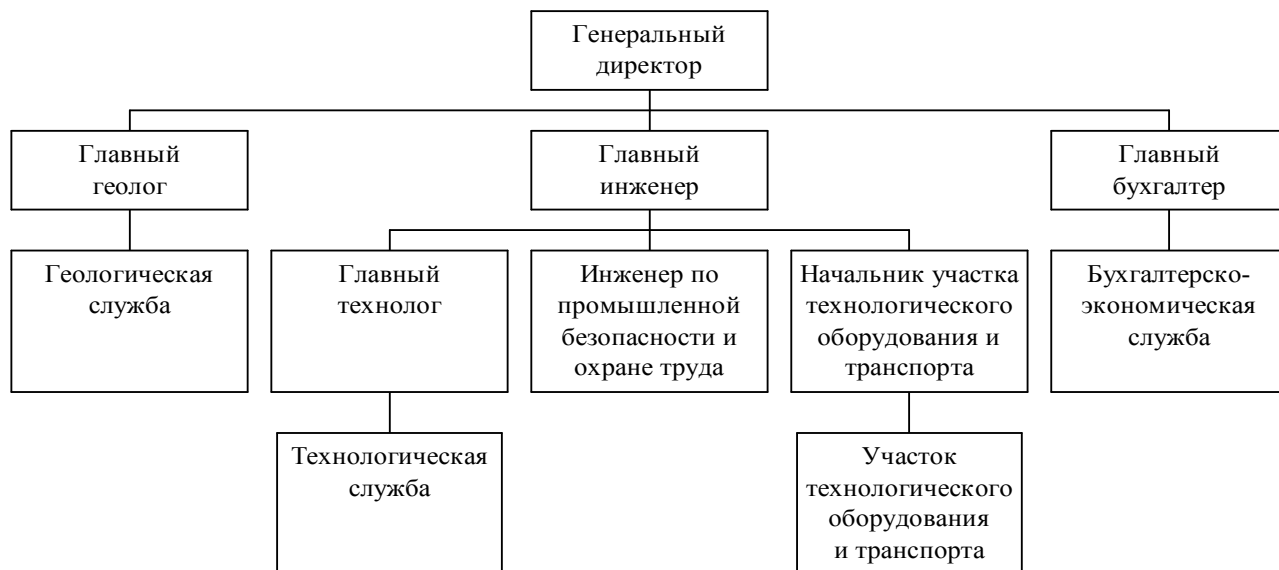 Генеральный
директор
Главный
геолог
Главный
инженер
Главный
бухгалтер
Геологическая
служба
Главный
технолог
Инженер по
промышленной
безопасности и
охране труда
Начальник участка
технологического
оборудования и
транспорта
Бухгалтерско-
экономическая
служба
Технологическая
служба
Участок
технологического
оборудования
и транспорта